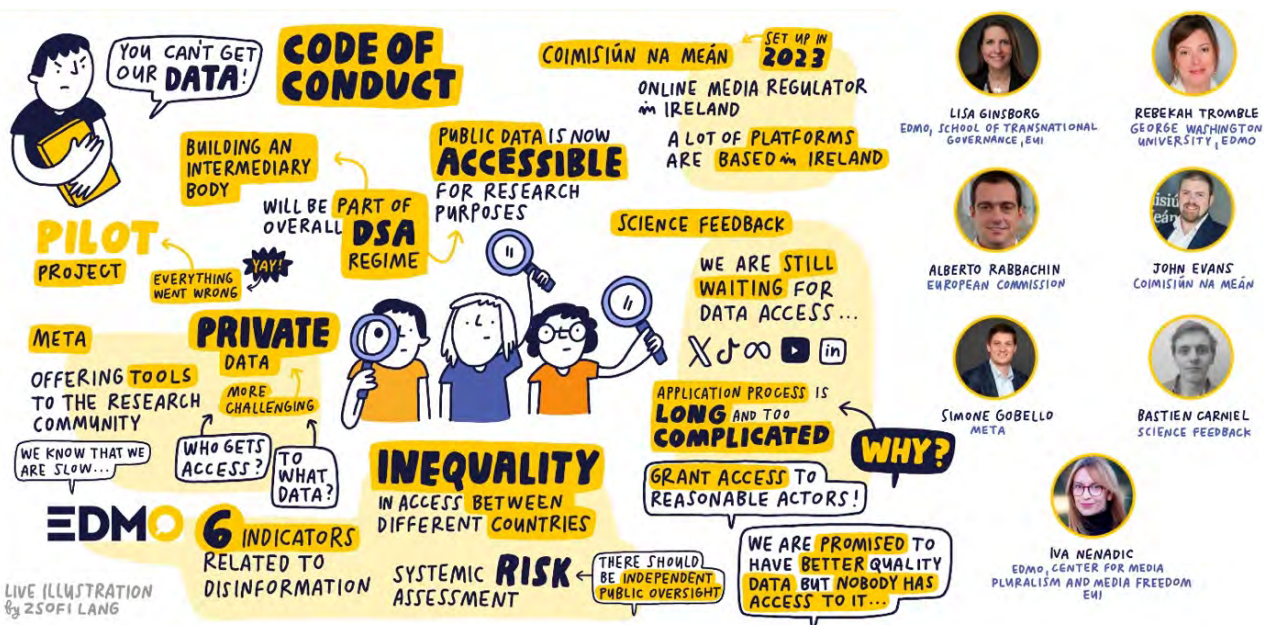 YOU CAN'T GET
OUR DATA!
CODE OF
CONDUCT
BUILDING AN
INTERMEDIARY
BODY
WILL BE PART OF
OVERALL DSA
REGIME
PUBLIC DATA IS NOW
ACCESSIBLE
FOR RESEARCH
PURPOSES
PILOT
PROJECT
EVERYTHING
WENT WRONG
YAY!
COIMISIÚN NA MEÁN
SET UP IN
2023
ONLINE MEDIA REGULATOR
in IRELAND
A LOT OF PLATFORMS
ARE BASED in IRELAND
META
OFFERING TOOLS
TO THE RESEARCH
COMMUNITY
WE KNOW THAT WE
ARE SLOW...
PRIVATE
DATA
MORE
CHALLENGING
WHO GETS
ACCESS?
TO
WHAT
DATA?
SCIENCE FEEDBACK
WE ARE STILL
WAITING FOR
DATA ACCESS...
X
in
APPLICATION PROCESS IS
LONG AND TOO
COMPLICATED
WHY?
GRANT ACCESS TO
REASONABLE ACTORS!
WE ARE PROMISED TO
HAVE BETTER QUALITY
DATA BUT NOBODY HAS
ACCESS TO IT...
INEQUALITY
IN ACCESS BETWEEN
DIFFERENT COUNTRIES
EDMO
6 INDICATORS
RELATED TO
DISINFORMATION
SYSTEMIC RISK
ASSESSMENT
THERE SHOULD
BE INDEPENDENT
PUBLIC OVERSIGHT
LIVE ILLUSTRATION
by ZSOFI LANG
LISA GINSBORG
EDMO, SCHOOL OF TRANSNATIONAL
GOVERNANCE, EUI
REBEKAH TROMBLE
GEORGE WASHINGTON
UNIVERSITY, EDMO
ALBERTO RABBACHIN
EUROPEAN COMMISSION
JOHN EVANS
COIMISIÚN NA MEÁN
SIMONE GOBELLO
META
BASTIEN CARNIEL
SCIENCE FEEDBACK
IVA NENADIC
EDMO, CENTER FOR MEDIA
PLURALISM AND MEDIA FREEDOM
EUI